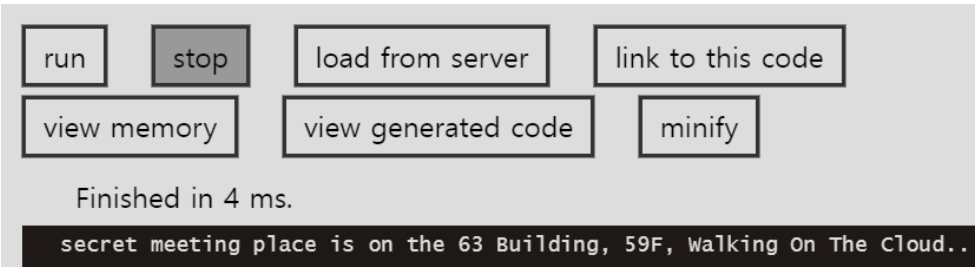 run stop load from server link to this code
view memory view generated code minify
Finished in 4 ms.
secret meeting place is on the 63 Building, 59F, Walking On The Cloud..